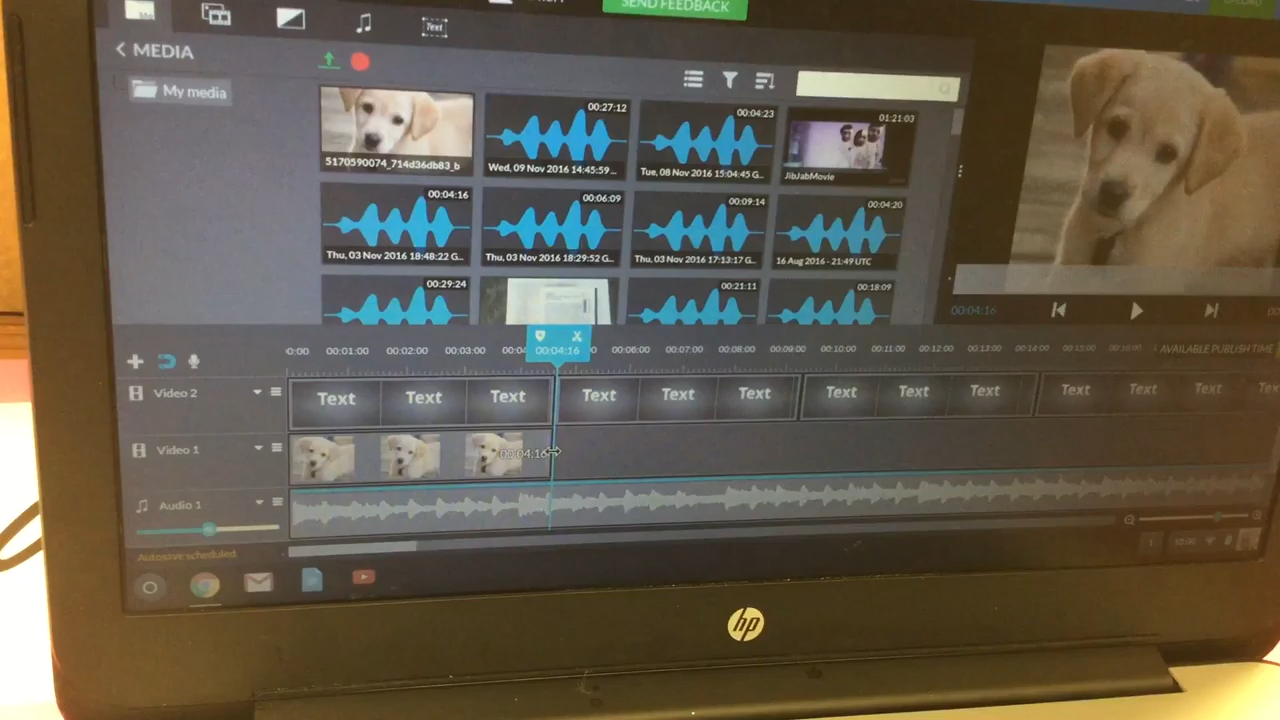 SEND FEEDBACK
Text
MEDIA
My media
5170590074_714d36db83_b
00:27:12
Wed, 09 Nov 2016 14:45:59...
00:04:23
Tue, 08 Nov 2016 15:04:45 G...
01:21:03
JibJabMovie
00:04:16
Thu, 03 Nov 2016 18:48:22 G...
00:06:09
Thu, 03 Nov 2016 18:29:52 G...
00:09:14
Thu, 03 Nov 2016 17:13:17 G...
00:04:20
16 Aug 2016 - 21:49 UTC
00:29:24
00:21:11
00:18:09
00:04:16
0:00 00:01:00 00:02:00 00:03:00 00:04:16 00:06:00 00:07:00 00:08:00 00:09:00 00:10:00 00:11:00 00:12:00 00:13:00 00:14:00 00:15:00 AVAILABLE PUBLISH TIME
Video 2
Text Text Text Text Text Text Text Text Text Text Text Text
Video 1
00:04:16
Audio 1
Autosave scheduled
hp